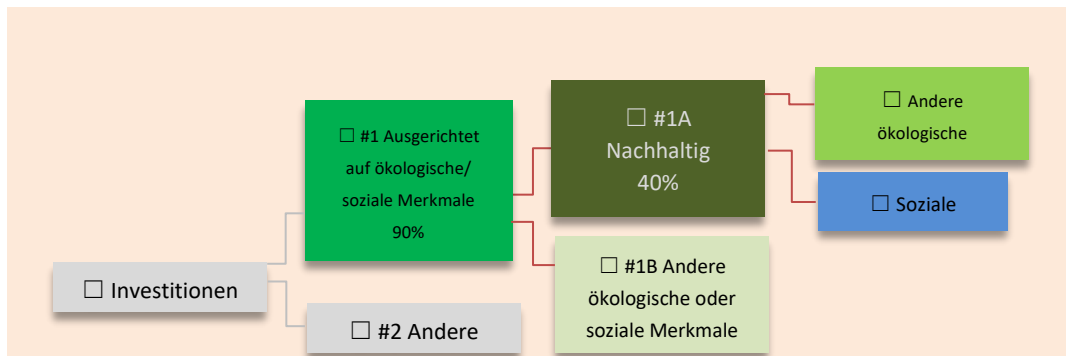 ☐ Investitionen
☐ #1 Ausgerichtet
auf ökologische/
soziale Merkmale
90%
☐ #2 Andere
☐ #1A
Nachhaltig
40%
☐ #1B Andere
ökologische oder
soziale Merkmale
☐ Andere
ökologische
☐ Soziale